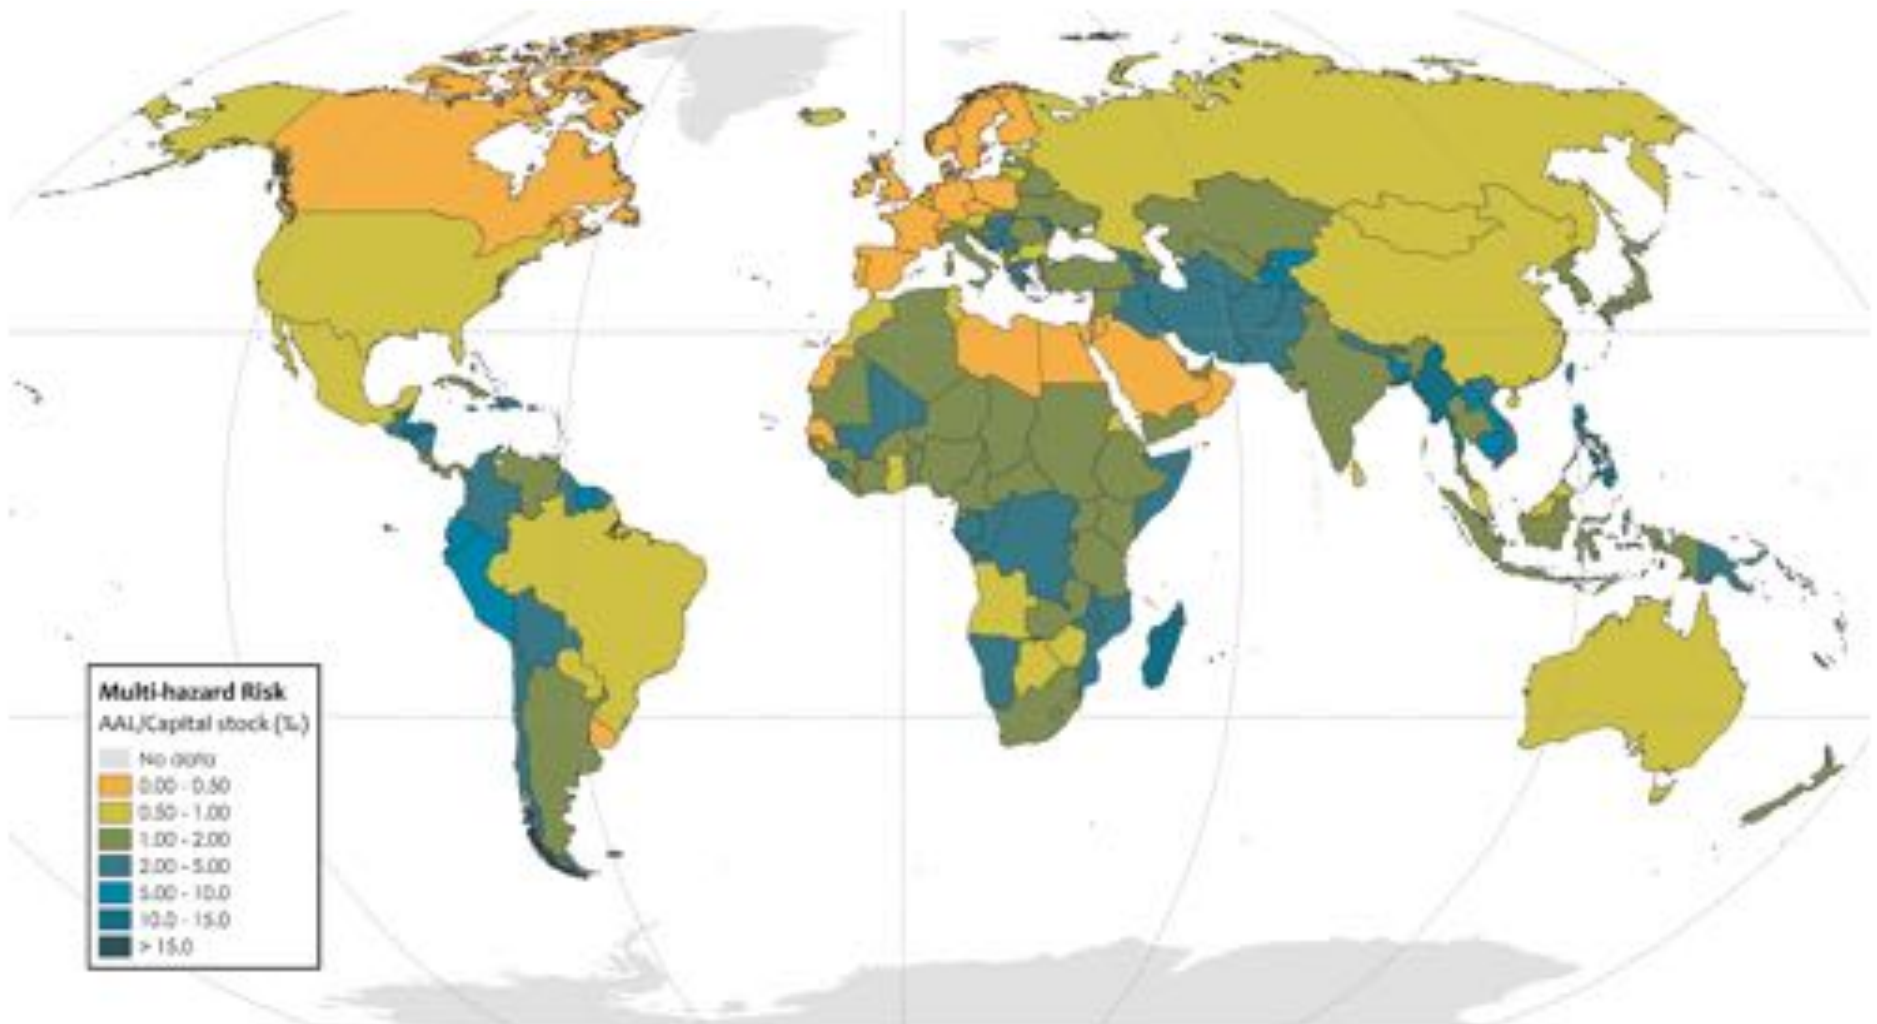 Multi-hazard Risk
AAL/Capital stock (‰)
No data
0.00 - 0.50
0.50 - 1.00
1.00 - 2.00
2.00 - 5.00
5.00 - 10.0
10.0 - 15.0
> 15.0